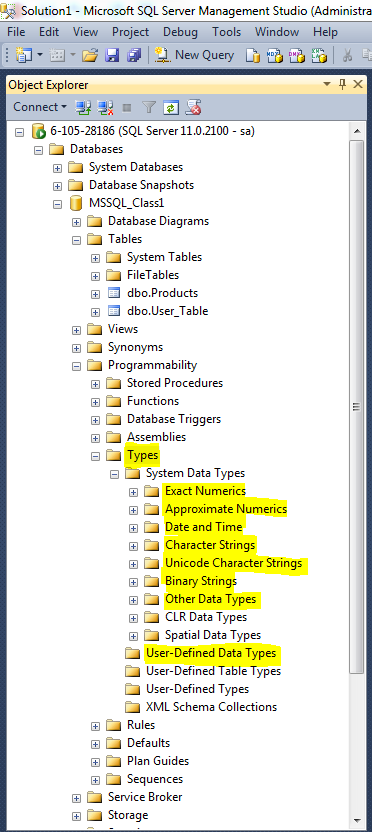 Solution1 - Microsoft SQL Server Management Studio (Administra
File Edit View Project Debug Tools Window Help
New Query
Object Explorer
Connect
6-105-28186 (SQL Server 11.0.2100 - sa)
Databases
System Databases
Database Snapshots
MSSQL_Class1
Database Diagrams
Tables
System Tables
FileTables
dbo.Products
dbo.User_Table
Views
Synonyms
Programmability
Stored Procedures
Functions
Database Triggers
Assemblies
Types
System Data Types
Exact Numerics
Approximate Numerics
Date and Time
Character Strings
Unicode Character Strings
Binary Strings
Other Data Types
CLR Data Types
Spatial Data Types
User-Defined Data Types
User-Defined Table Types
User-Defined Types
XML Schema Collections
Rules
Defaults
Plan Guides
Sequences
Service Broker
Storage